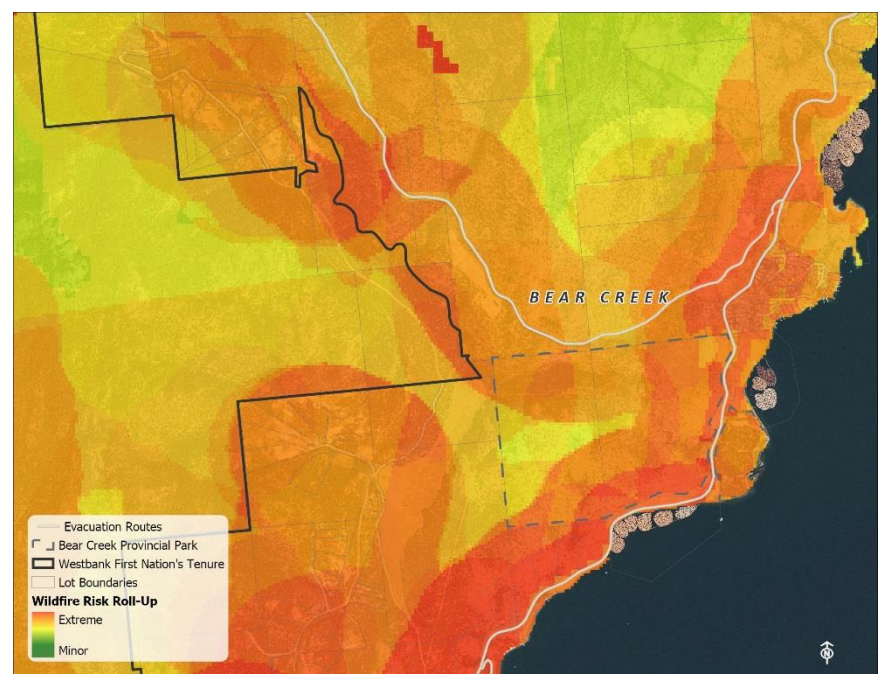 BEAR CREEK
Evacuation Routes
Bear Creek Provincial Park
Westbank First Nation's Tenure
Lot Boundaries
Wildfire Risk Roll-Up
Extreme
Minor
N